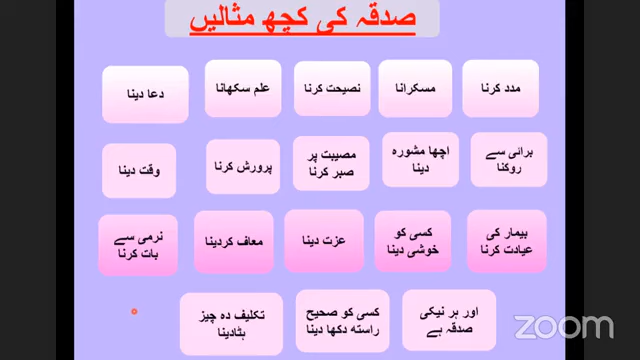 صدقہ کی کچھ مثالیں
مدد کرنا
مسکرانا
نصیحت کرنا
علم سکھانا
دعا دینا
برائی سے
روکنا
اچھا مشورہ
دینا
مصیبت پر
صبر کرنا
پرورش کرنا
وقت دینا
بیمار کی
عیادت کرنا
کسی کو
خوشی دینا
عزت دینا
معاف کردینا
نرمی سے
بات کرنا
اور ہر نیکی
صدقہ ہے
کسی کو صحیح
راستہ دکھا دینا
تکلیف دہ چیز
ہٹادینا
zoom